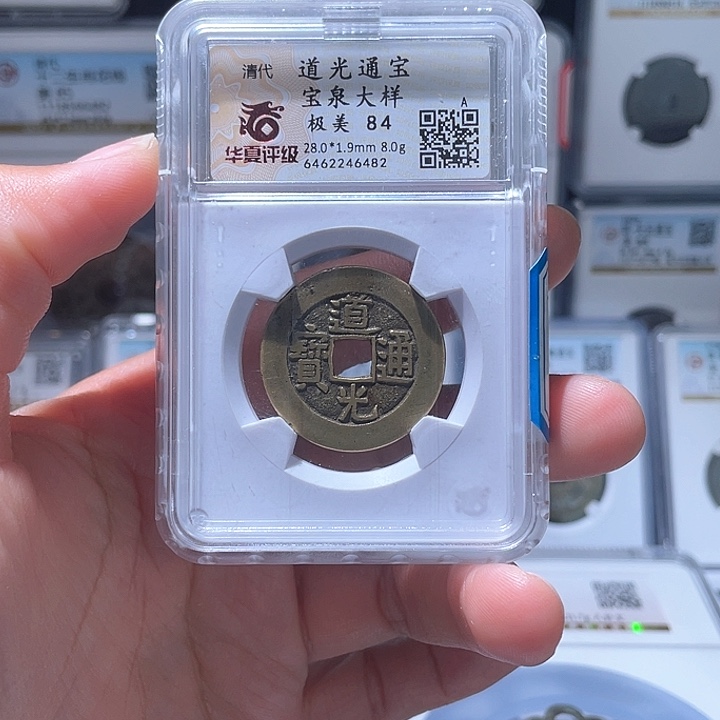 清代 道光通宝
宝泉大样
极美 84
A
华夏评级
28.0*1.9mm 8.0g
6462246482
道
寶 通
光